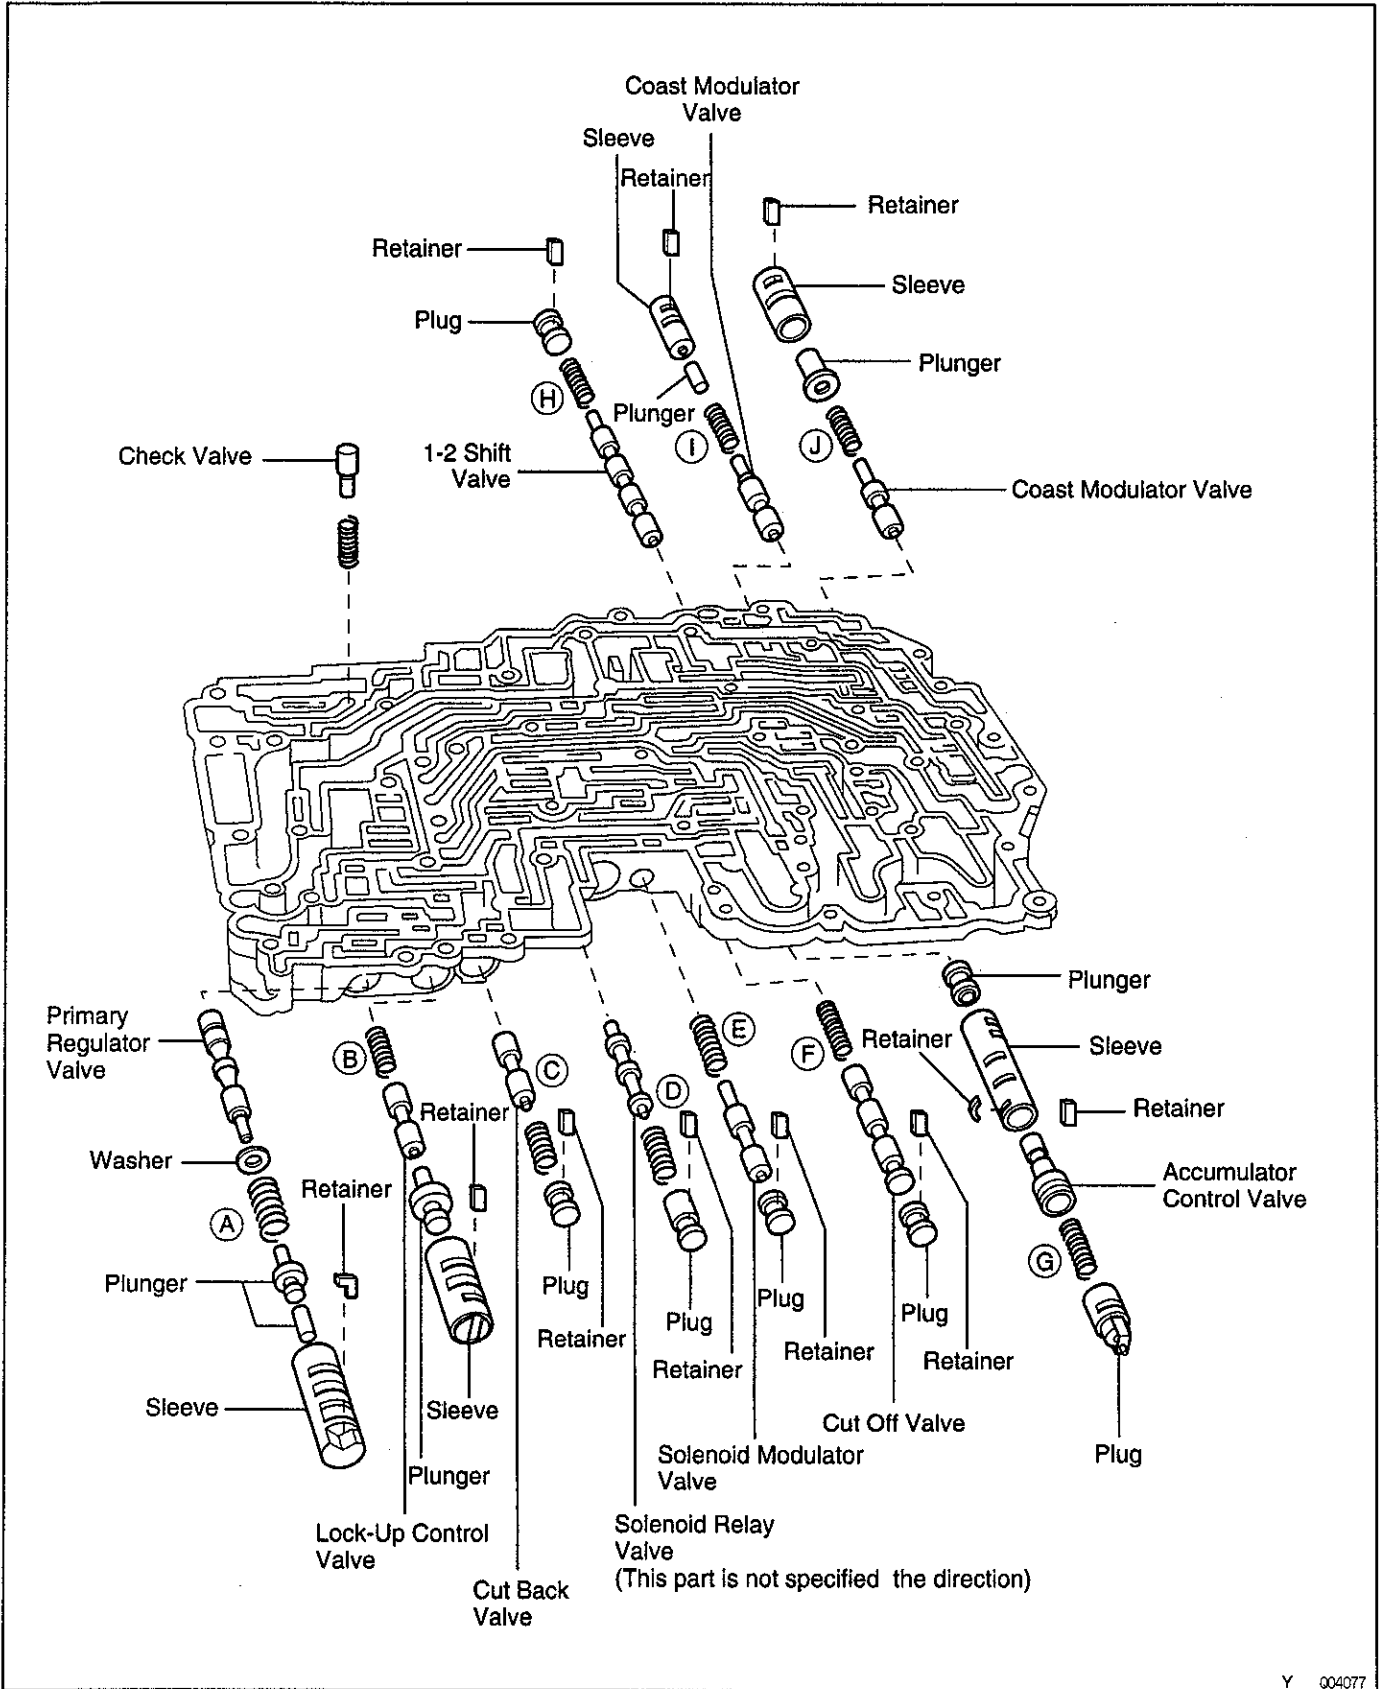 Coast Modulator
Valve
Sleeve
Retainer
Retainer
Retainer
Sleeve
Plug
Plunger
H
Plunger
I
J
Check Valve
1-2 Shift
Valve
Coast Modulator Valve
Plunger
Primary
Regulator
Valve
B
C
D
E
F
Retainer
Sleeve
Retainer
Retainer
Washer
Retainer
Accumulator
Control Valve
A
G
Plunger
Plug
Plug
Plug
Plug
Retainer
Retainer
Retainer
Retainer
Sleeve
Sleeve
Cut Off Valve
Plunger
Solenoid Modulator
Valve
Plug
Lock-Up Control
Valve
Solenoid Relay
Valve
(This part is not specified the direction)
Cut Back
Valve
Y 004077